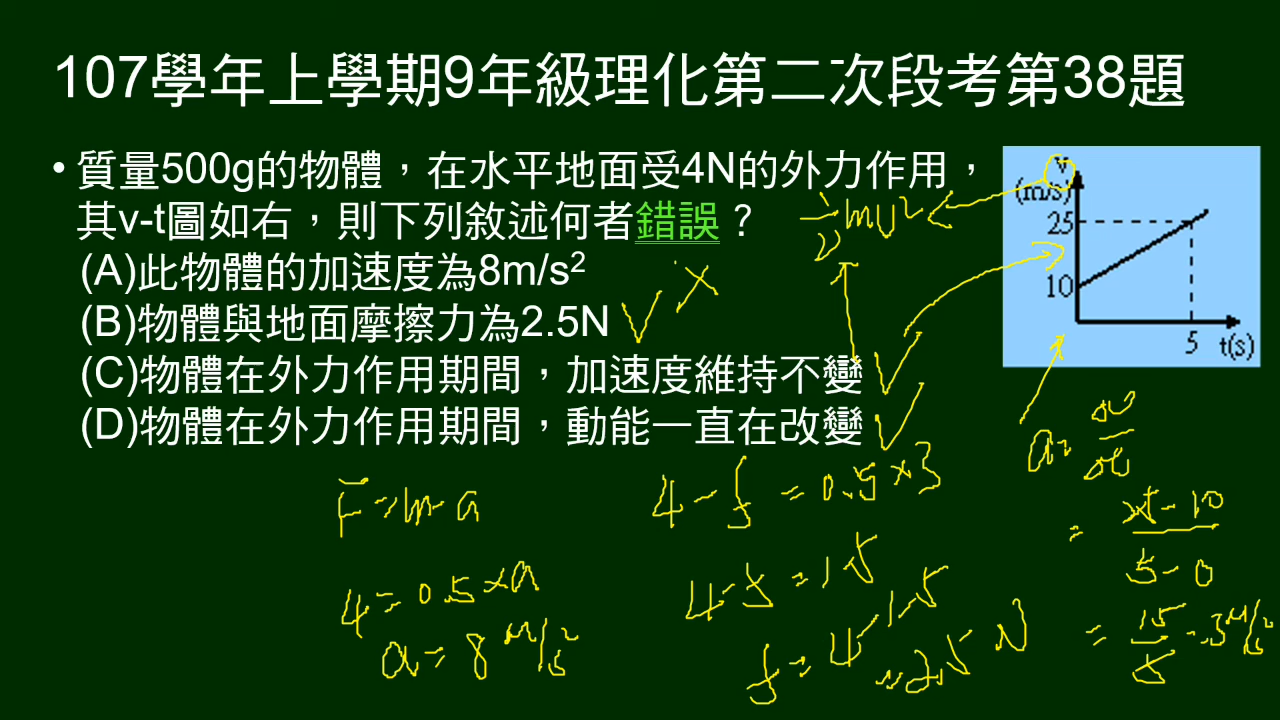 107學年上學期9年級理化第二次段考第38題
• 質量500g的物體，在水平地面受4N的外力作用，
其v-t圖如右，則下列敘述何者錯誤？
(A)此物體的加速度為8m/s²
(B)物體與地面摩擦力為2.5N
(C)物體在外力作用期間，加速度維持不變
(D)物體在外力作用期間，動能一直在改變
v
(m/s)
25
10
5 t(s)
½mv²
F=m·a
4=0.5×a
a=8 M/s²
4-f=0.5×3
4-f=1.5
f=4-1.5
=2.5N
a=
=
5-0
=15/5=3M/s²